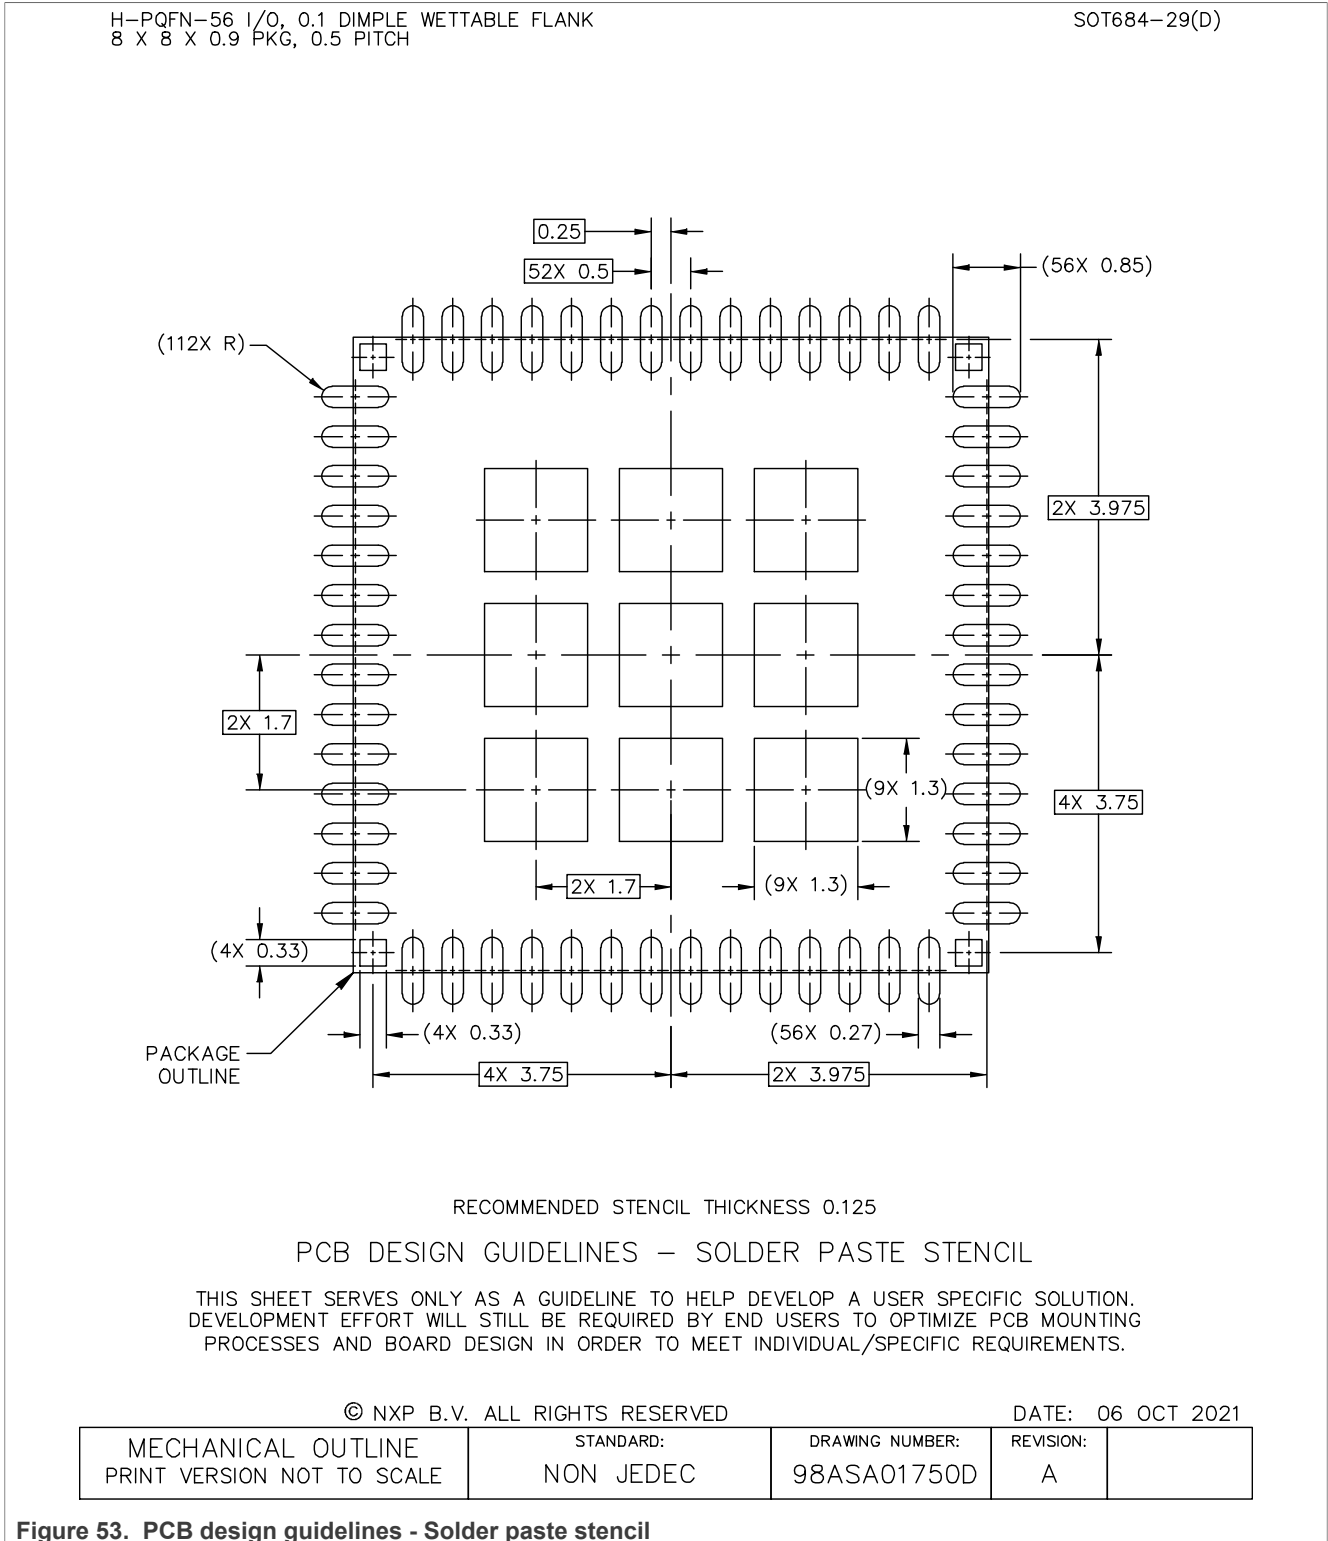 H-PQFN-56 I/O, 0.1 DIMPLE WETTABLE FLANK
8 X 8 X 0.9 PKG, 0.5 PITCH
SOT684-29(D)
0.25
52X 0.5
(56X 0.85)
(112X R)
2X 3.975
2X 1.7
(9X 1.3)
4X 3.75
2X 1.7
(9X 1.3)
(4X 0.33)
(4X 0.33)
(56X 0.27)
PACKAGE
OUTLINE
4X 3.75
2X 3.975
RECOMMENDED STENCIL THICKNESS 0.125
PCB DESIGN GUIDELINES – SOLDER PASTE STENCIL
THIS SHEET SERVES ONLY AS A GUIDELINE TO HELP DEVELOP A USER SPECIFIC SOLUTION.
DEVELOPMENT EFFORT WILL STILL BE REQUIRED BY END USERS TO OPTIMIZE PCB MOUNTING
PROCESSES AND BOARD DESIGN IN ORDER TO MEET INDIVIDUAL/SPECIFIC REQUIREMENTS.
© NXP B.V. ALL RIGHTS RESERVED
DATE: 06 OCT 2021
MECHANICAL OUTLINE
PRINT VERSION NOT TO SCALE
STANDARD:
NON JEDEC
DRAWING NUMBER:
98ASA01750D
REVISION:
A
Figure 53. PCB design guidelines - Solder paste stencil